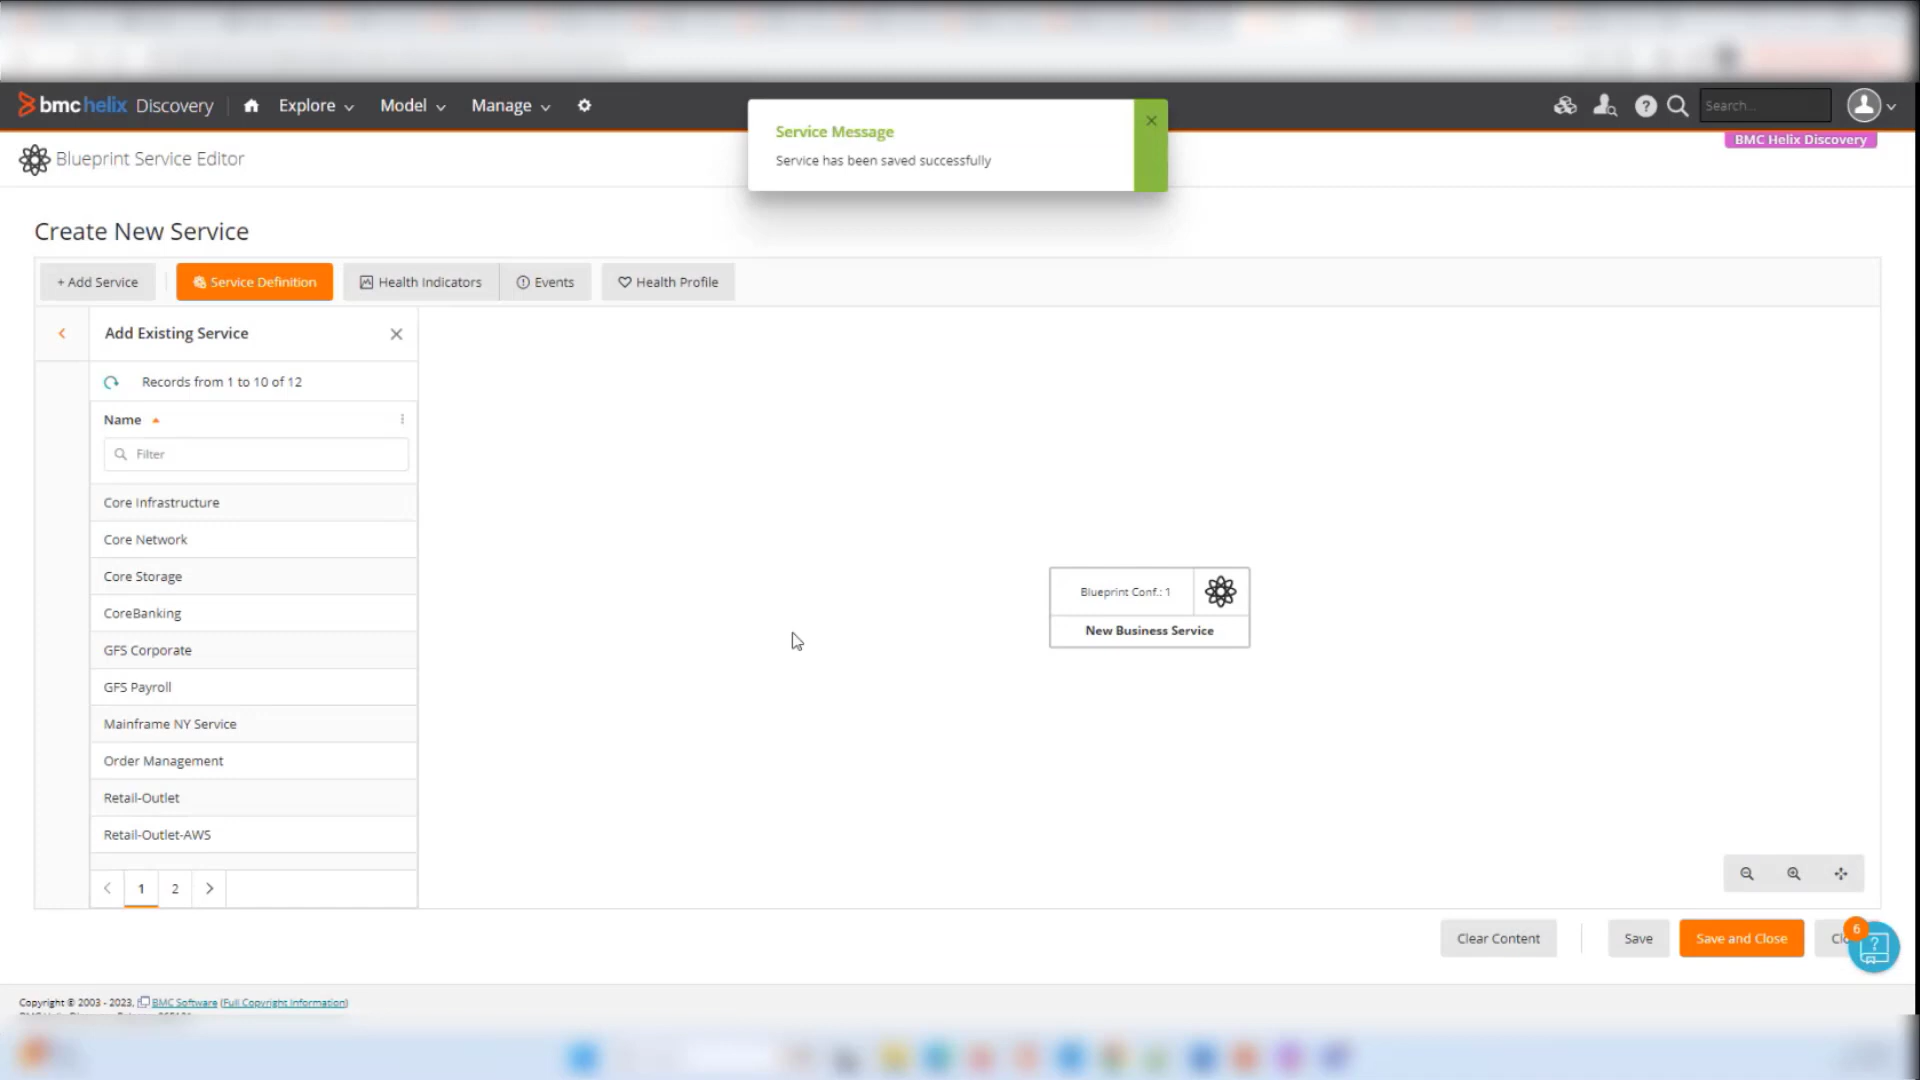 bmchelix Discovery Explore Model Manage Search...
BMC Helix Discovery
Blueprint Service Editor
Service Message
Service has been saved successfully
Create New Service
+ Add Service Service Definition Health Indicators Events Health Profile
Add Existing Service
Records from 1 to 10 of 12
Name
Filter
Core Infrastructure
Core Network
Core Storage
CoreBanking
GFS Corporate
GFS Payroll
Mainframe NY Service
Order Management
Retail-Outlet
Retail-Outlet-AWS
1 2
Blueprint Conf.: 1
New Business Service
Clear Content Save Save and Close
6
Copyright © 2003 - 2023, BMC Software (Full Copyright Information)